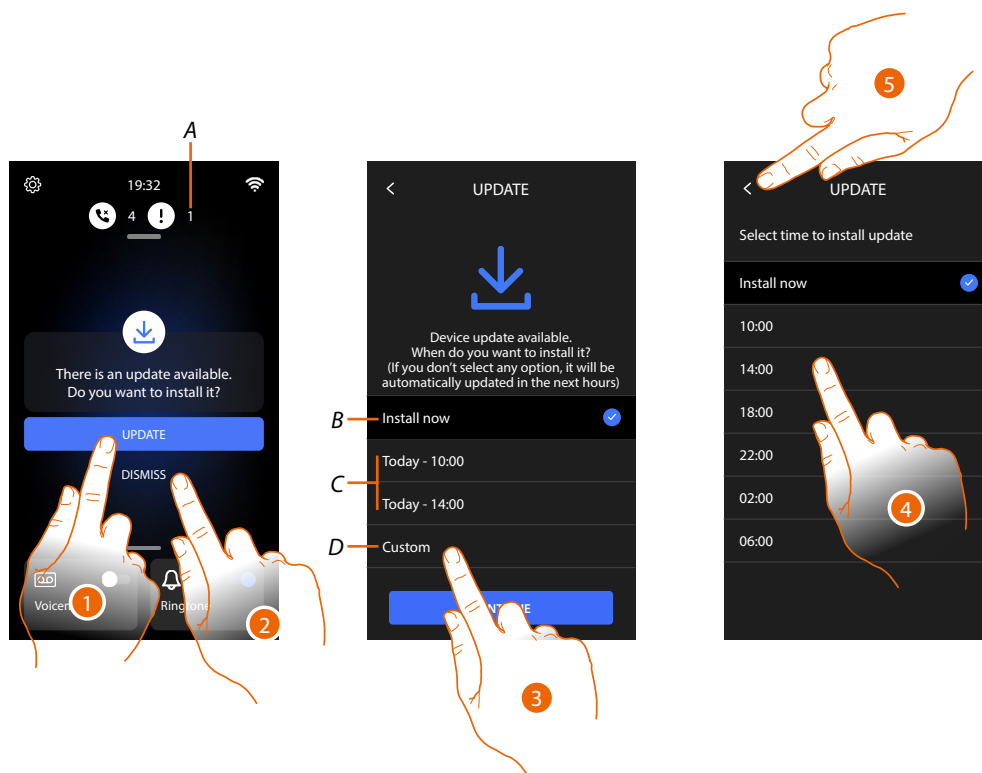 A
19:32
4
1
There is an update available.
Do you want to install it?
UPDATE
DISMISS
Ringtone
1
2
UPDATE
Device update available.
When do you want to install it?
(If you don't select any option, it will be
automatically updated in the next hours)
B
Install now
C
Today - 10:00
Today - 14:00
D
Custom
3
5
UPDATE
Select time to install update
Install now
10:00
14:00
18:00
22:00
02:00
06:00
4